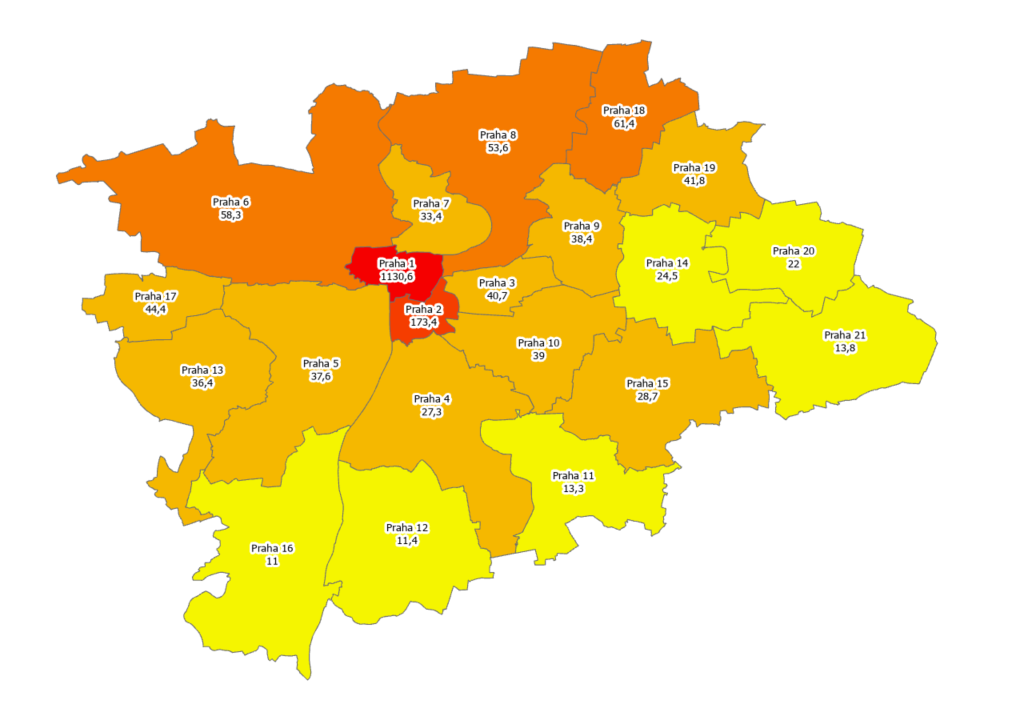 Praha 18
61,4
Praha 8
53,6
Praha 19
41,8
Praha 6
58,3
Praha 7
33,4
Praha 9
38,4
Praha 20
22
Praha 14
24,5
Praha 1
1130,6
Praha 3
40,7
Praha 17
44,4
Praha 2
173,4
Praha 21
13,8
Praha 10
39
Praha 5
37,6
Praha 13
36,4
Praha 15
28,7
Praha 4
27,3
Praha 11
13,3
Praha 12
11,4
Praha 16
11